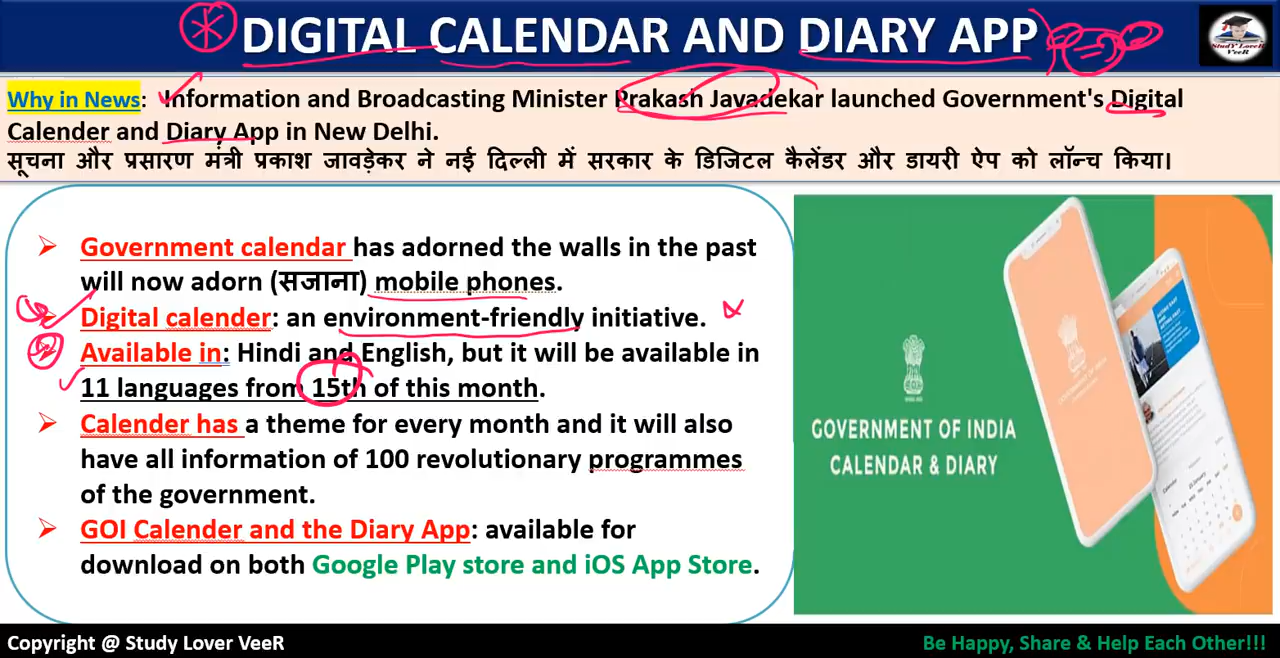 DIGITAL CALENDAR AND DIARY APP
StudY LoveR
VeeR
Why in News: Information and Broadcasting Minister Prakash Javadekar launched Government's Digital
Calender and Diary App in New Delhi.
सूचना और प्रसारण मंत्री प्रकाश जावड़ेकर ने नई दिल्ली में सरकार के डिजिटल कैलेंडर और डायरी ऐप को लॉन्च किया।
Government calendar has adorned the walls in the past
will now adorn (सजाना) mobile phones.
Digital calender: an environment-friendly initiative.
Available in: Hindi and English, but it will be available in
11 languages from 15th of this month.
Calender has a theme for every month and it will also
have all information of 100 revolutionary programmes
of the government.
GOI Calender and the Diary App: available for
download on both Google Play store and iOS App Store.
GOVERNMENT OF INDIA
CALENDAR & DIARY
Copyright @ Study Lover VeeR
Be Happy, Share & Help Each Other!!!